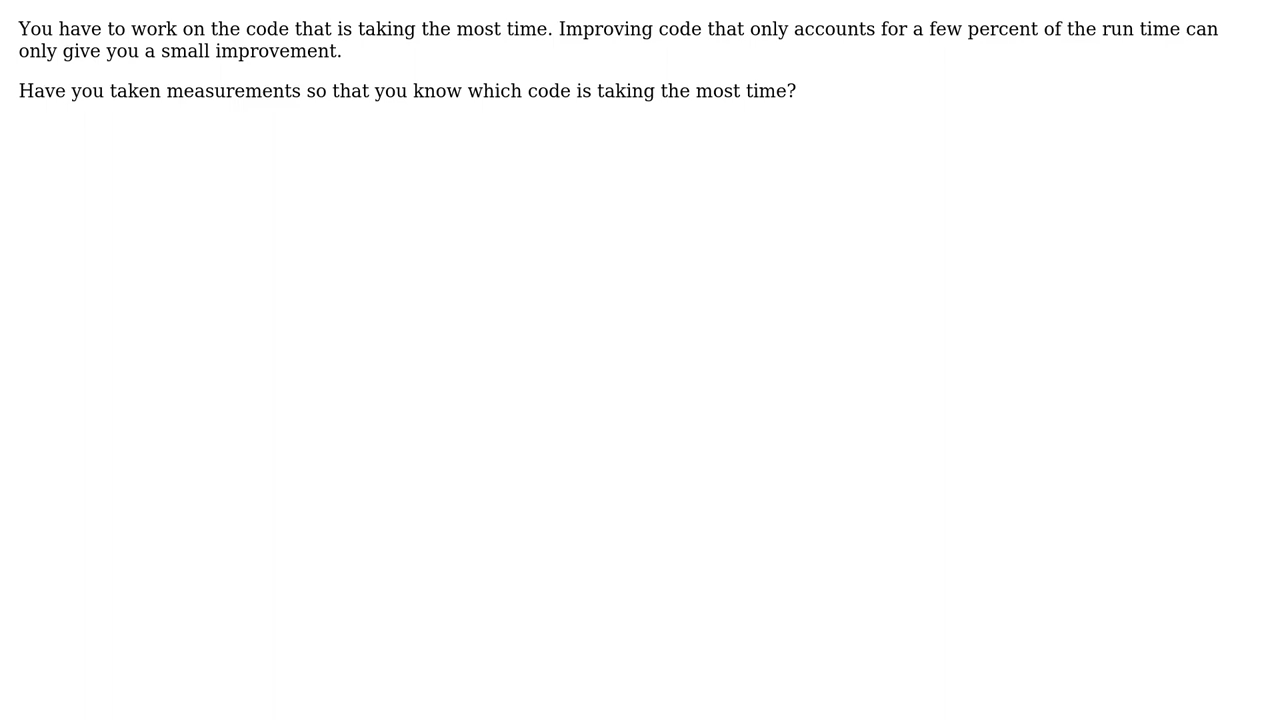 You have to work on the code that is taking the most time. Improving code that only accounts for a few percent of the run time can
only give you a small improvement.
Have you taken measurements so that you know which code is taking the most time?